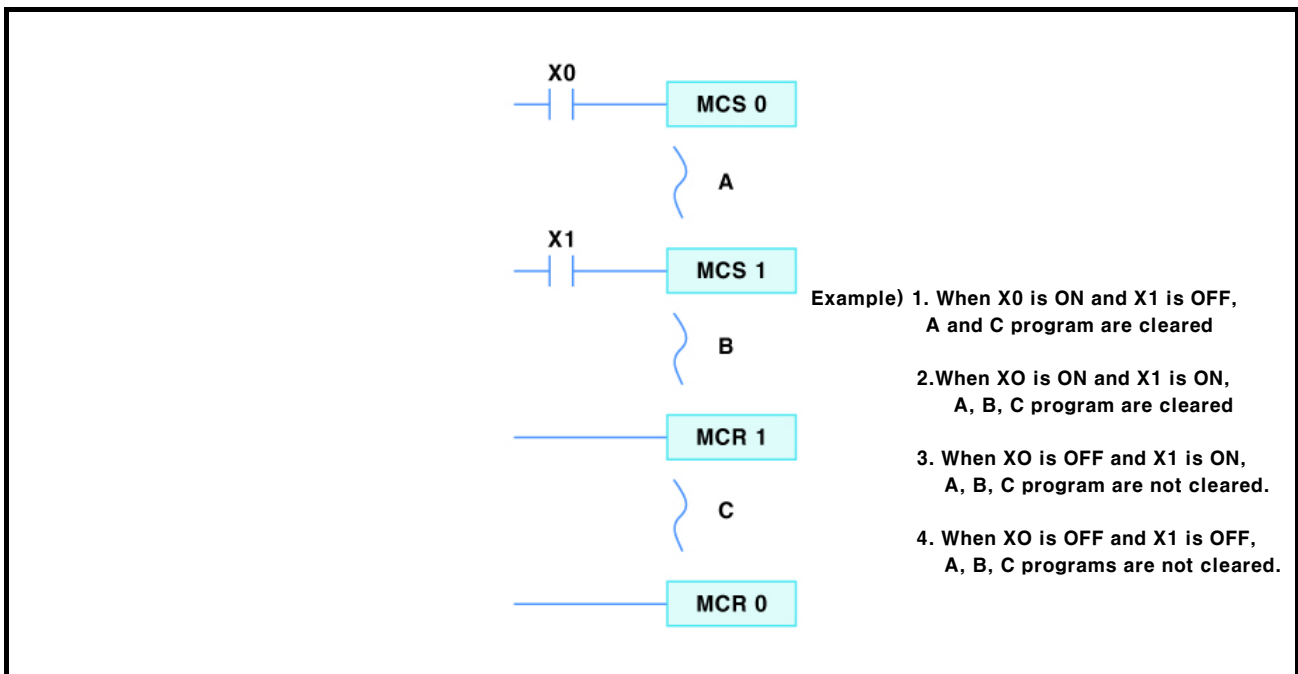 X0
MCS 0
A
X1
MCS 1
Example) 1. When X0 is ON and X1 is OFF,
A and C program are cleared
B
2.When XO is ON and X1 is ON,
A, B, C program are cleared
MCR 1
3. When XO is OFF and X1 is ON,
A, B, C program are not cleared.
C
4. When XO is OFF and X1 is OFF,
A, B, C programs are not cleared.
MCR 0